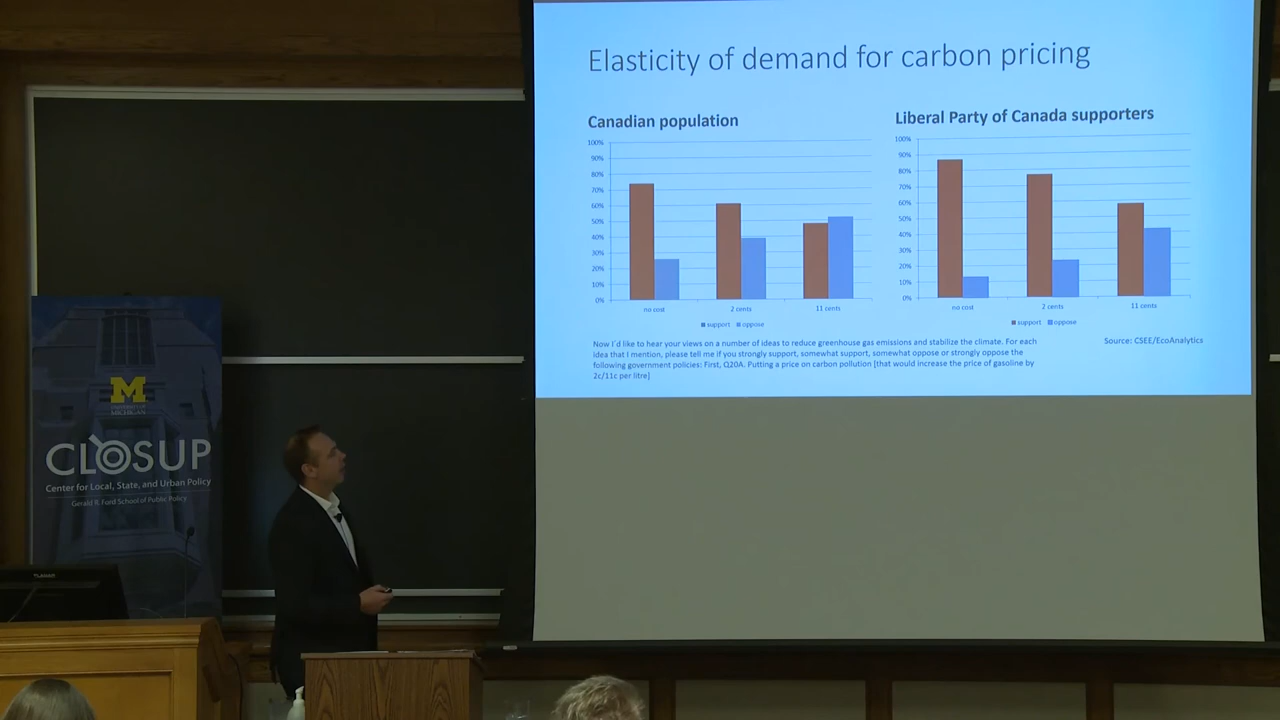 Elasticity of demand for carbon pricing
Canadian population
100%
90%
80%
70%
60%
50%
40%
30%
20%
10%
0%
no cost
2 cents
11 cents
support
oppose
Liberal Party of Canada supporters
100%
90%
80%
70%
60%
50%
40%
30%
20%
10%
0%
no cost
2 cents
11 cents
support
oppose
Now I'd like to hear your views on a number of ideas to reduce greenhouse gas emissions and stabilize the climate. For each
idea that I mention, please tell me if you strongly support, somewhat support, somewhat oppose or strongly oppose the
following government policies: First, Q20A. Putting a price on carbon pollution [that would increase the price of gasoline by
2c/11c per litre]
Source: CSEE/EcoAnalytics
M
UNIVERSITY OF
MICHIGAN
CLOSUP
Center for Local, State, and Urban Policy
Gerald R. Ford School of Public Policy